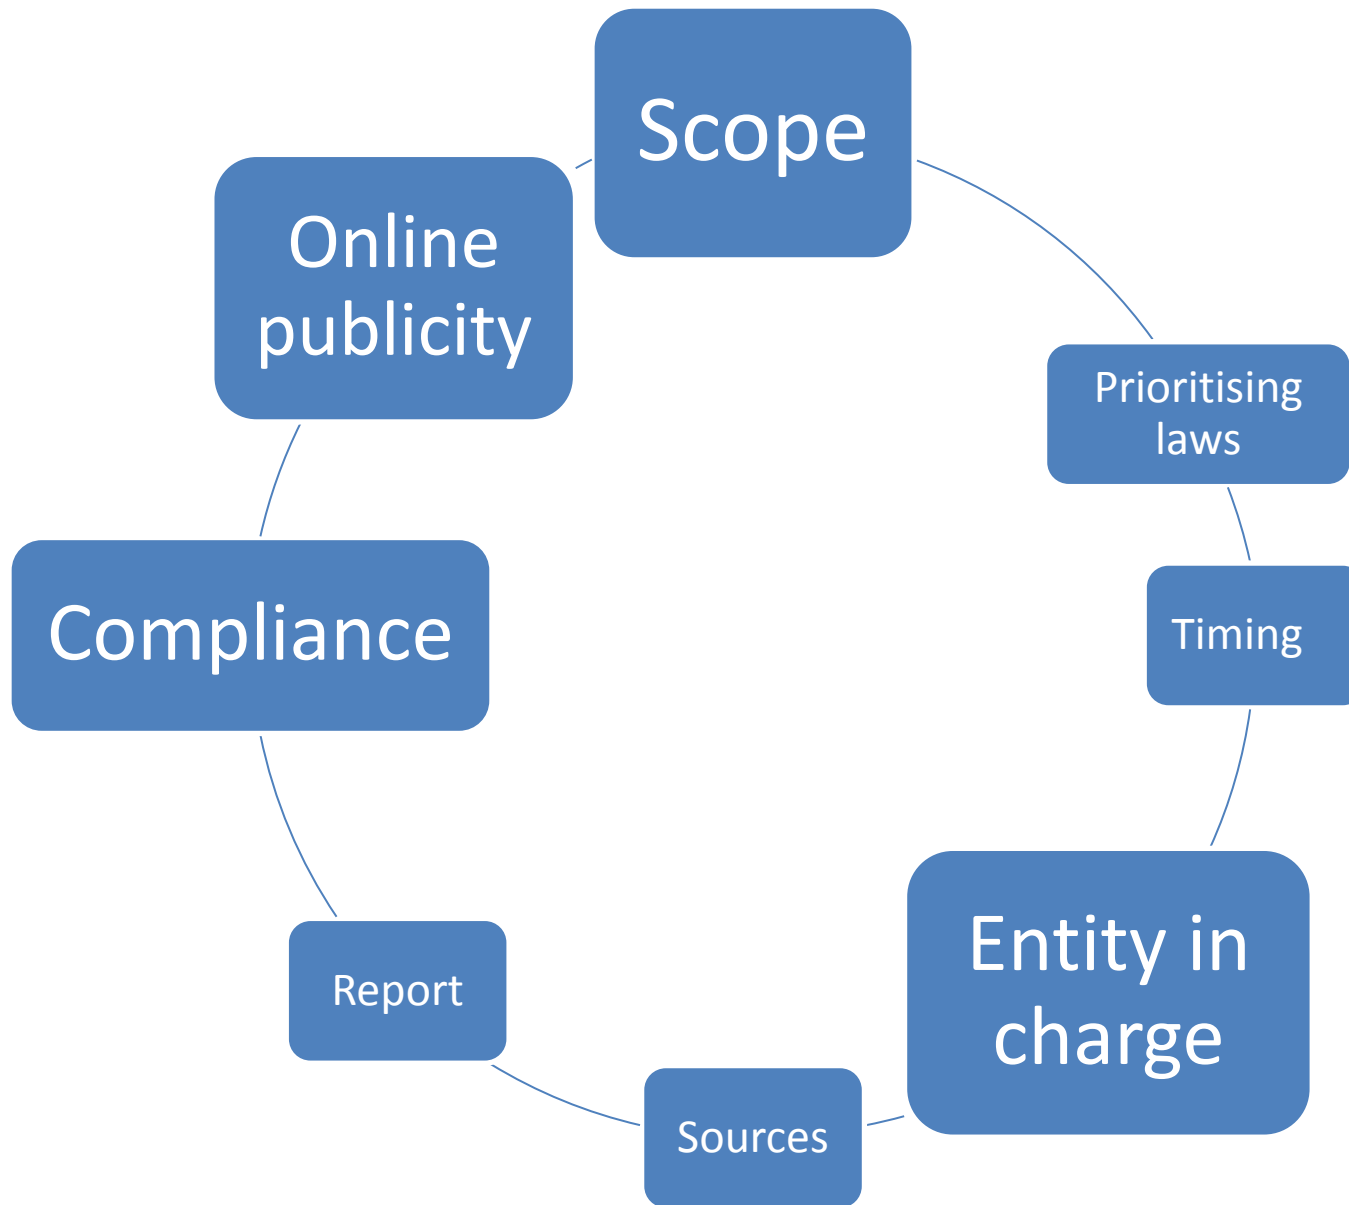 Scope
Online
publicity
Prioritising
laws
Compliance
Timing
Entity in
charge
Report
Sources